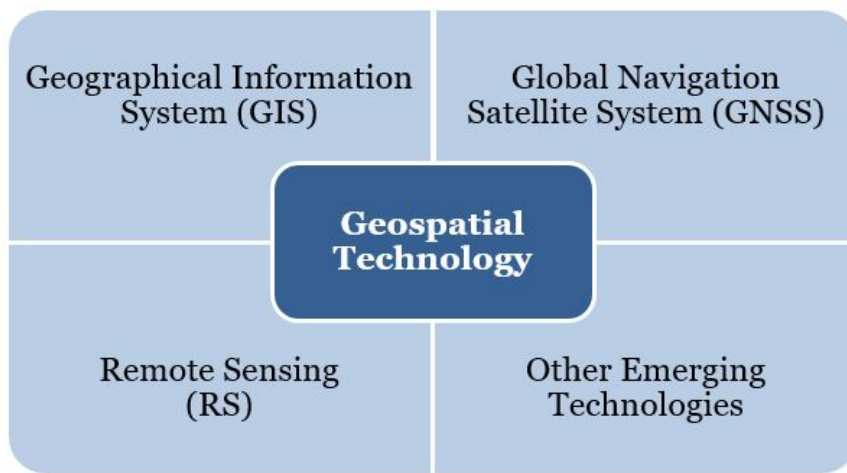 Geographical Information
System (GIS)
Global Navigation
Satellite System (GNSS)
Geospatial
Technology
Remote Sensing
(RS)
Other Emerging
Technologies